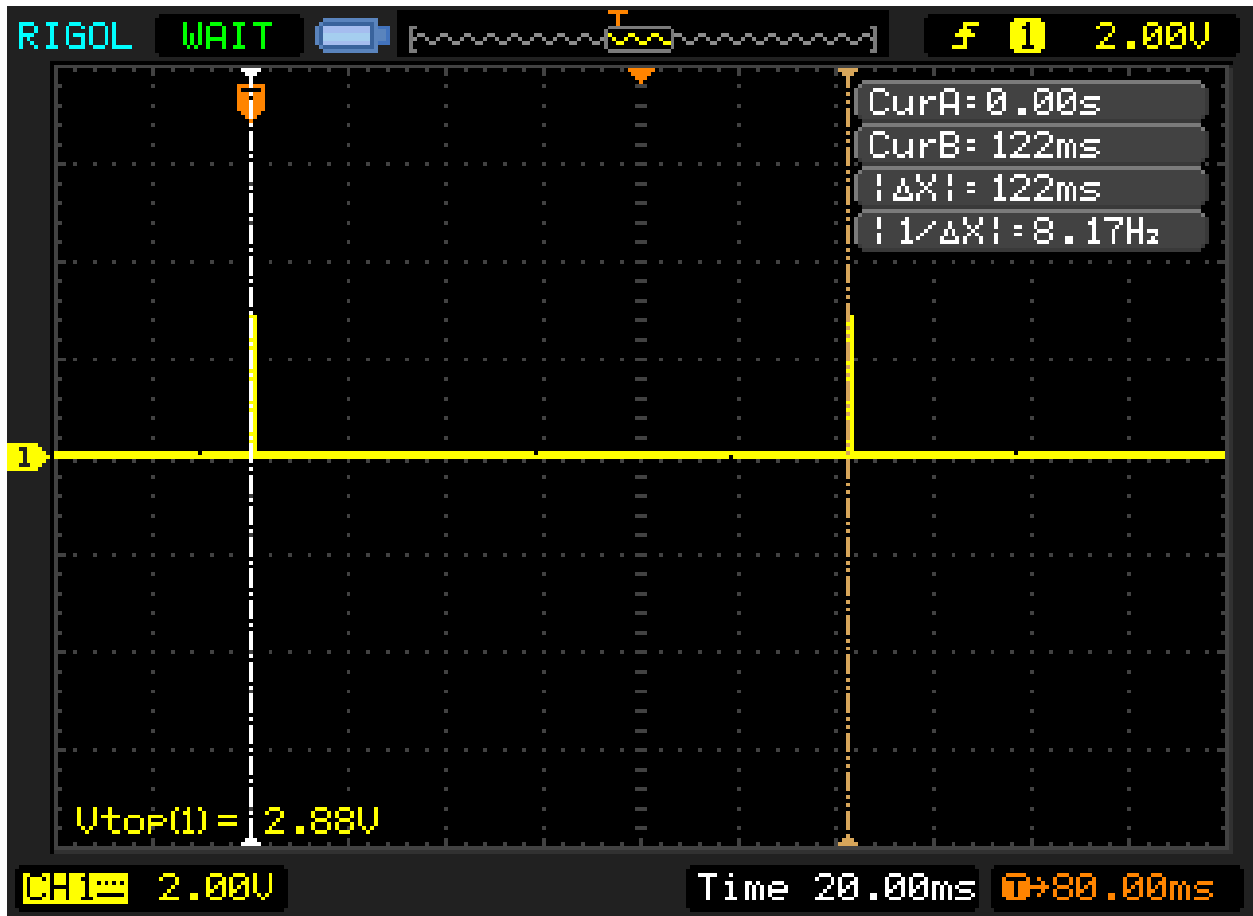 RIGOL WAIT T 1 2.00V
T
CurA: 0.00s
CurB: 122ms
|ΔX|: 122ms
|1/ΔX|:8.17Hz
1
Vtop(1)= 2.88V
CH1 2.00V Time 20.00ms T→80.00ms